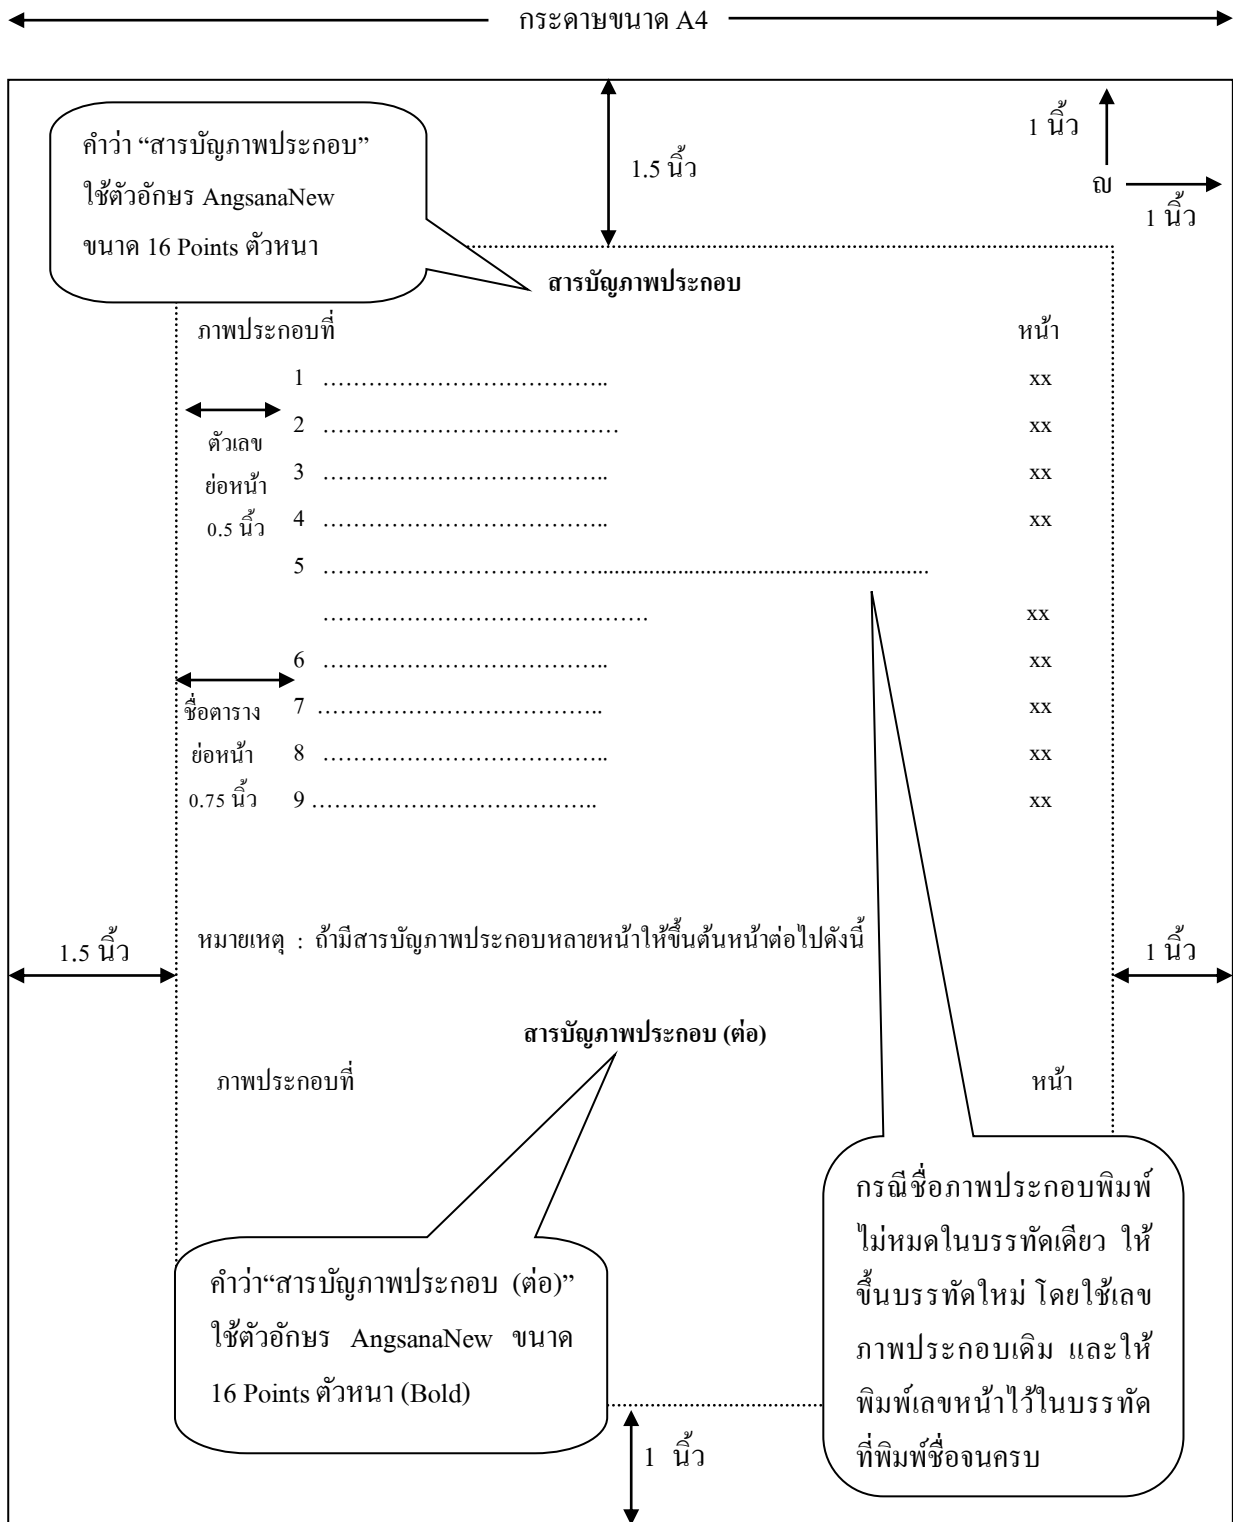 กระดาษขนาด A4
คำว่า “สารบัญภาพประกอบ”
ใช้ตัวอักษร AngsanaNew
ขนาด 16 Points ตัวหนา
1.5 นิ้ว
1 นิ้ว
ญ
1 นิ้ว
สารบัญภาพประกอบ
ภาพประกอบที่ หน้า
1 ……………………………….. xx
2 ………………………………… xx
ตัวเลข
ย่อหน้า
0.5 นิ้ว
3 ……………………………….. xx
4 ……………………………….. xx
5 ………………………………..........................................................................
…………………………………….  xx
6 ……………………………….. xx
ชื่อตาราง
ย่อหน้า
0.75 นิ้ว
7 ……………………………….. xx
8 ……………………………….. xx
9 ……………………………….. xx
1.5 นิ้ว
หมายเหตุ : ถ้ามีสารบัญภาพประกอบหลายหน้าให้ขึ้นต้นหน้าต่อไปดังนี้
1 นิ้ว
สารบัญภาพประกอบ (ต่อ)
ภาพประกอบที่ หน้า
คำว่า“สารบัญภาพประกอบ (ต่อ)”
ใช้ตัวอักษร AngsanaNew ขนาด
16 Points ตัวหนา (Bold)
กรณีชื่อภาพประกอบพิมพ์
ไม่หมดในบรรทัดเดียว ให้
ขึ้นบรรทัดใหม่ โดยใช้เลข
ภาพประกอบเดิม และให้
พิมพ์เลขหน้าไว้ในบรรทัด
ที่พิมพ์ชื่อจนครบ
1 นิ้ว